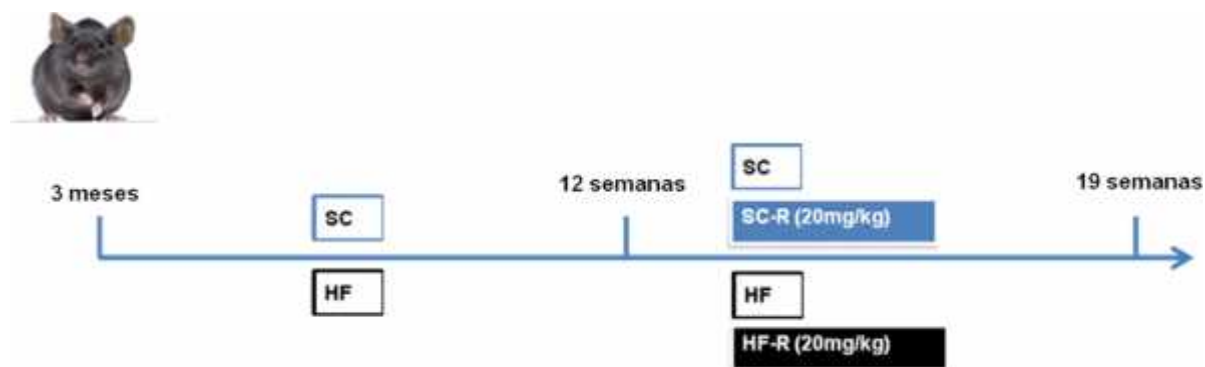 3 meses
12 semanas
19 semanas
SC
SC
SC-R (20mg/kg)
HF
HF
HF-R (20mg/kg)